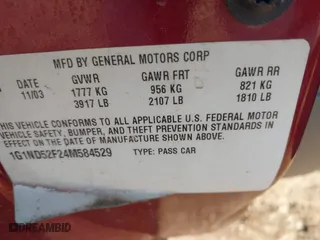 MFD BY GENERAL MOTORS CORP
DATE GVWR GAWR FRT GAWR RR
11/03 1777 KG 956 KG 821 KG
3917 LB 2107 LB 1810 LB
THIS VEHICLE CONFORMS TO ALL APPLICABLE U.S. FEDERAL MOTOR
VEHICLE SAFETY, BUMPER, AND THEFT PREVENTION STANDARDS IN
EFFECT ON THE DATE OF MANUFACTURE SHOWN ABOVE.
1G1ND52F24M584529 TYPE: PASS CAR
DREAMBID